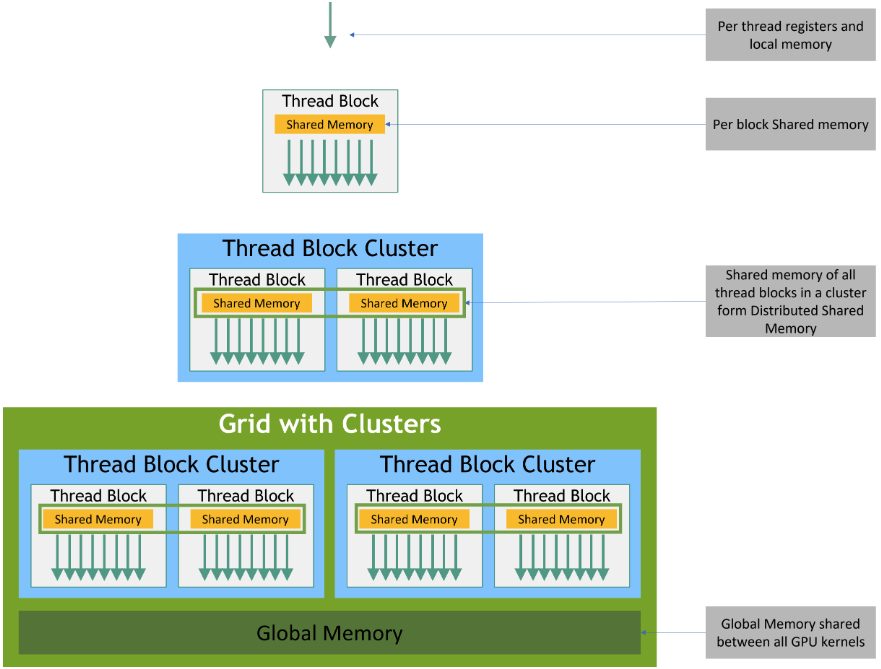 Per thread registers and
local memory
Thread Block
Shared Memory
Per block Shared memory
Thread Block Cluster
Thread Block Thread Block
Shared Memory Shared Memory
Shared memory of all
thread blocks in a cluster
form Distributed Shared
Memory
Grid with Clusters
Thread Block Cluster Thread Block Cluster
Thread Block Thread Block Thread Block Thread Block
Shared Memory Shared Memory Shared Memory Shared Memory
Global Memory
Global Memory shared
between all GPU kernels